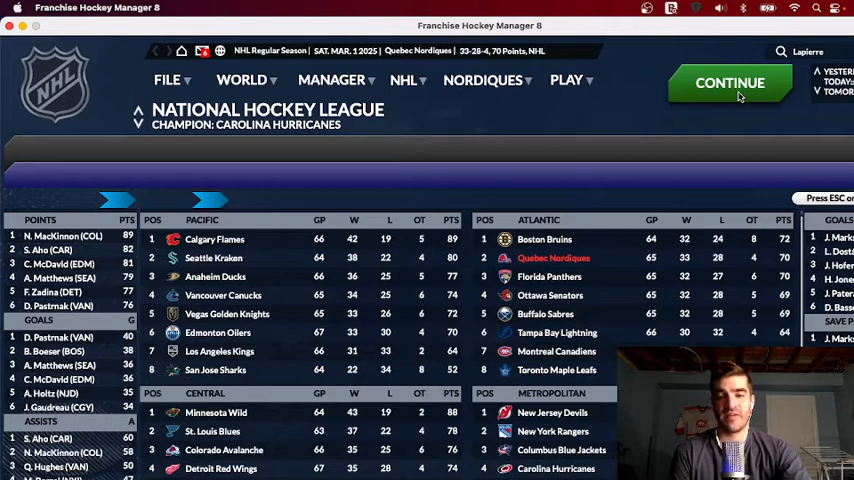 Franchise Hockey Manager 8
Franchise Hockey Manager 8
NHL Regular Season | SAT. MAR. 1 2025 | Quebec Nordiques | 33-28-4, 70 Points, NHL
Lapierre
FILE WORLD MANAGER NHL NORDIQUES PLAY
CONTINUE
YESTER
TODAY:
TOMOR
NATIONAL HOCKEY LEAGUE
CHAMPION: CAROLINA HURRICANES
Press ESC or
POINTS PTS
1 N. MacKinnon (COL) 89
2 S. Aho (CAR) 82
3 C. McDavid (EDM) 81
4 A. Matthews (SEA) 79
5 F. Zadina (DET) 77
6 D. Pastrnak (VAN) 76
GOALS G
1 D. Pastrnak (VAN) 40
2 B. Boeser (BOS) 38
3 A. Matthews (SEA) 36
4 C. McDavid (EDM) 36
5 A. Holtz (NJD) 35
6 J. Gaudreau (CGY) 34
ASSISTS A
1 S. Aho (CAR) 60
2 N. MacKinnon (COL) 58
3 Q. Hughes (VAN) 50
POS PACIFIC GP W L OT PTS
1 Calgary Flames 66 42 19 5 89
2 Seattle Kraken 64 38 22 4 80
3 Anaheim Ducks 66 36 25 5 77
4 Vancouver Canucks 65 34 25 6 74
5 Vegas Golden Knights 65 33 26 6 72
6 Edmonton Oilers 67 33 30 4 70
7 Los Angeles Kings 66 31 33 2 64
8 San Jose Sharks 64 22 34 8 52
POS CENTRAL GP W L OT PTS
1 Minnesota Wild 64 43 19 2 88
2 St. Louis Blues 63 37 22 4 78
3 Colorado Avalanche 66 35 25 6 76
4 Detroit Red Wings 67 35 28 4 74
POS ATLANTIC GP W L OT PTS
1 Boston Bruins 64 32 24 8 72
2 Quebec Nordiques 65 33 28 4 70
3 Florida Panthers 65 32 27 6 70
4 Ottawa Senators 65 32 28 5 69
5 Buffalo Sabres 65 32 28 5 69
6 Tampa Bay Lightning 66 30 32 4 64
7 Montreal Canadiens
8 Toronto Maple Leafs
POS METROPOLITAN
1 New Jersey Devils
2 New York Rangers
3 Columbus Blue Jackets
4 Carolina Hurricanes
GOALS
J. Mark
L. Dostá
J. Hofer
H. Jones
J. Pater
D. Bass
SAVE P
J. Mark